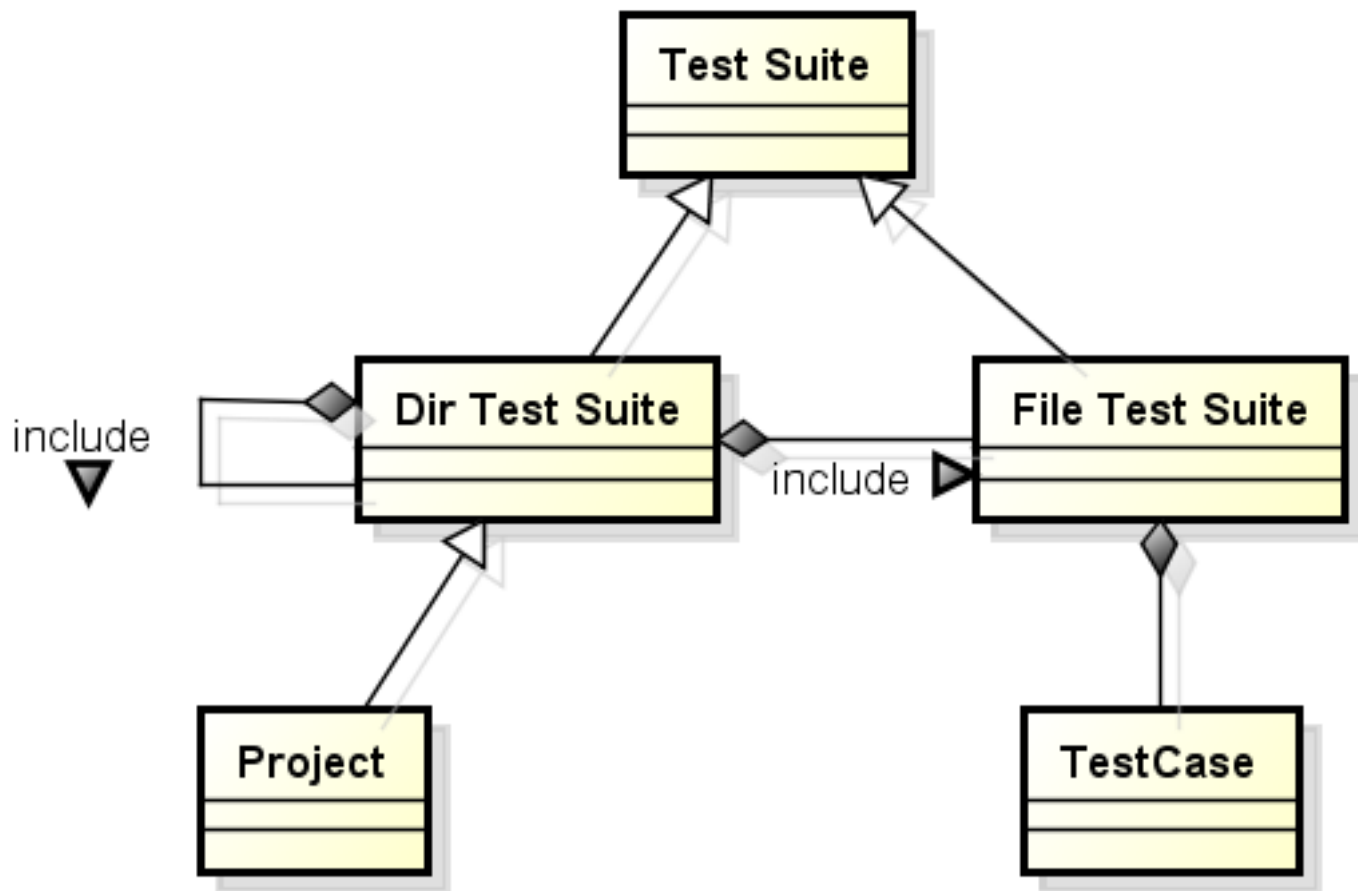 Test Suite
Dir Test Suite
File Test Suite
include
include
Project
TestCase